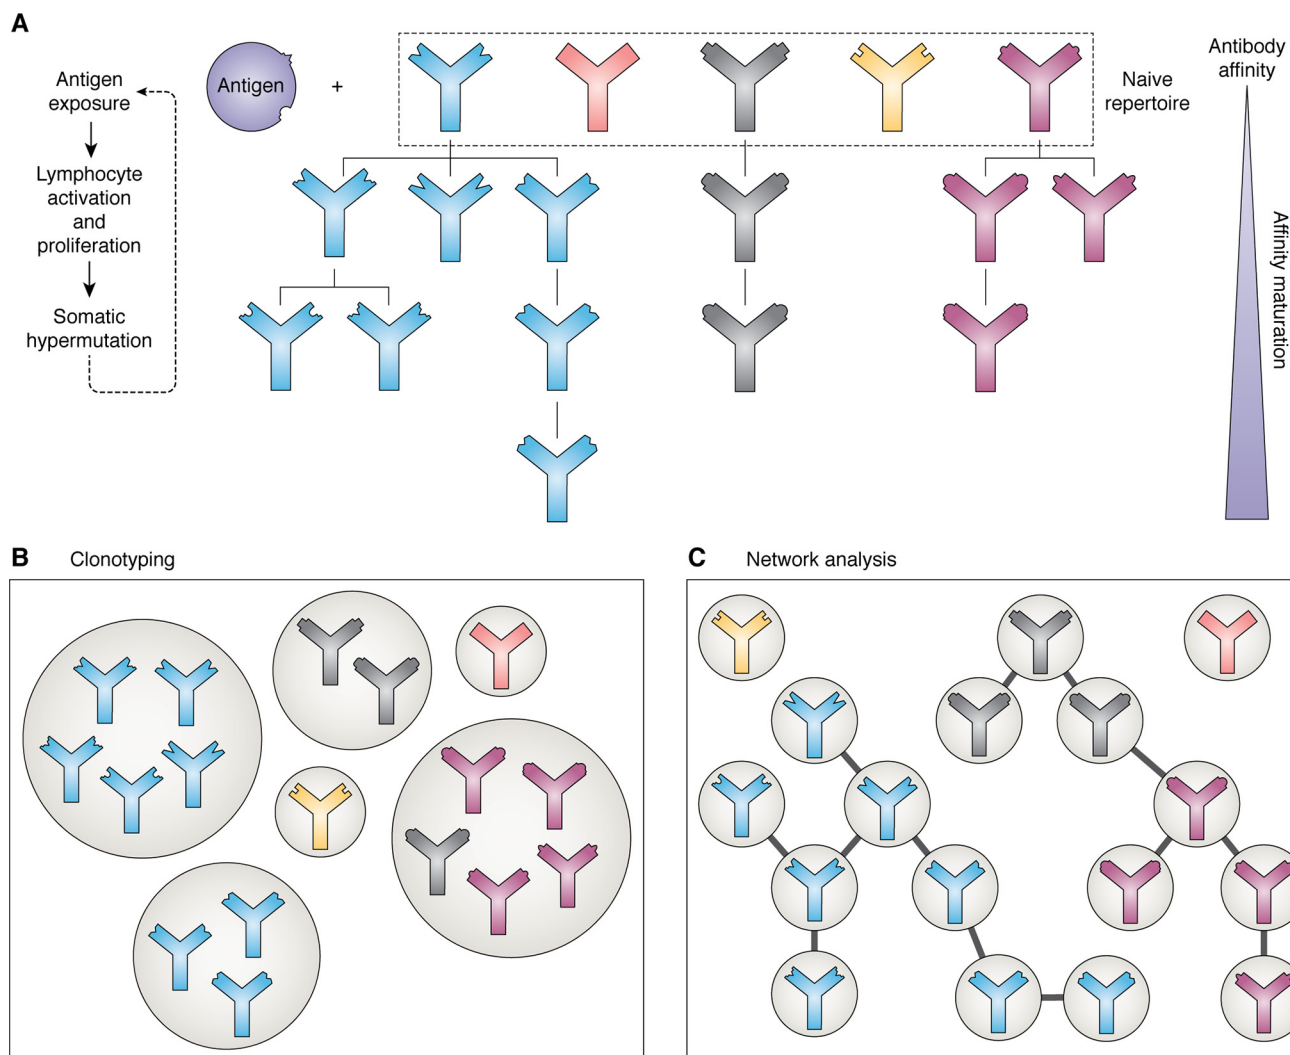 A
Antigen
exposure
Lymphocyte
activation
and
proliferation
Somatic
hypermutation
Antigen
+
Naive
repertoire
Antibody
affinity
Affinity maturation
B Clonotyping
C Network analysis